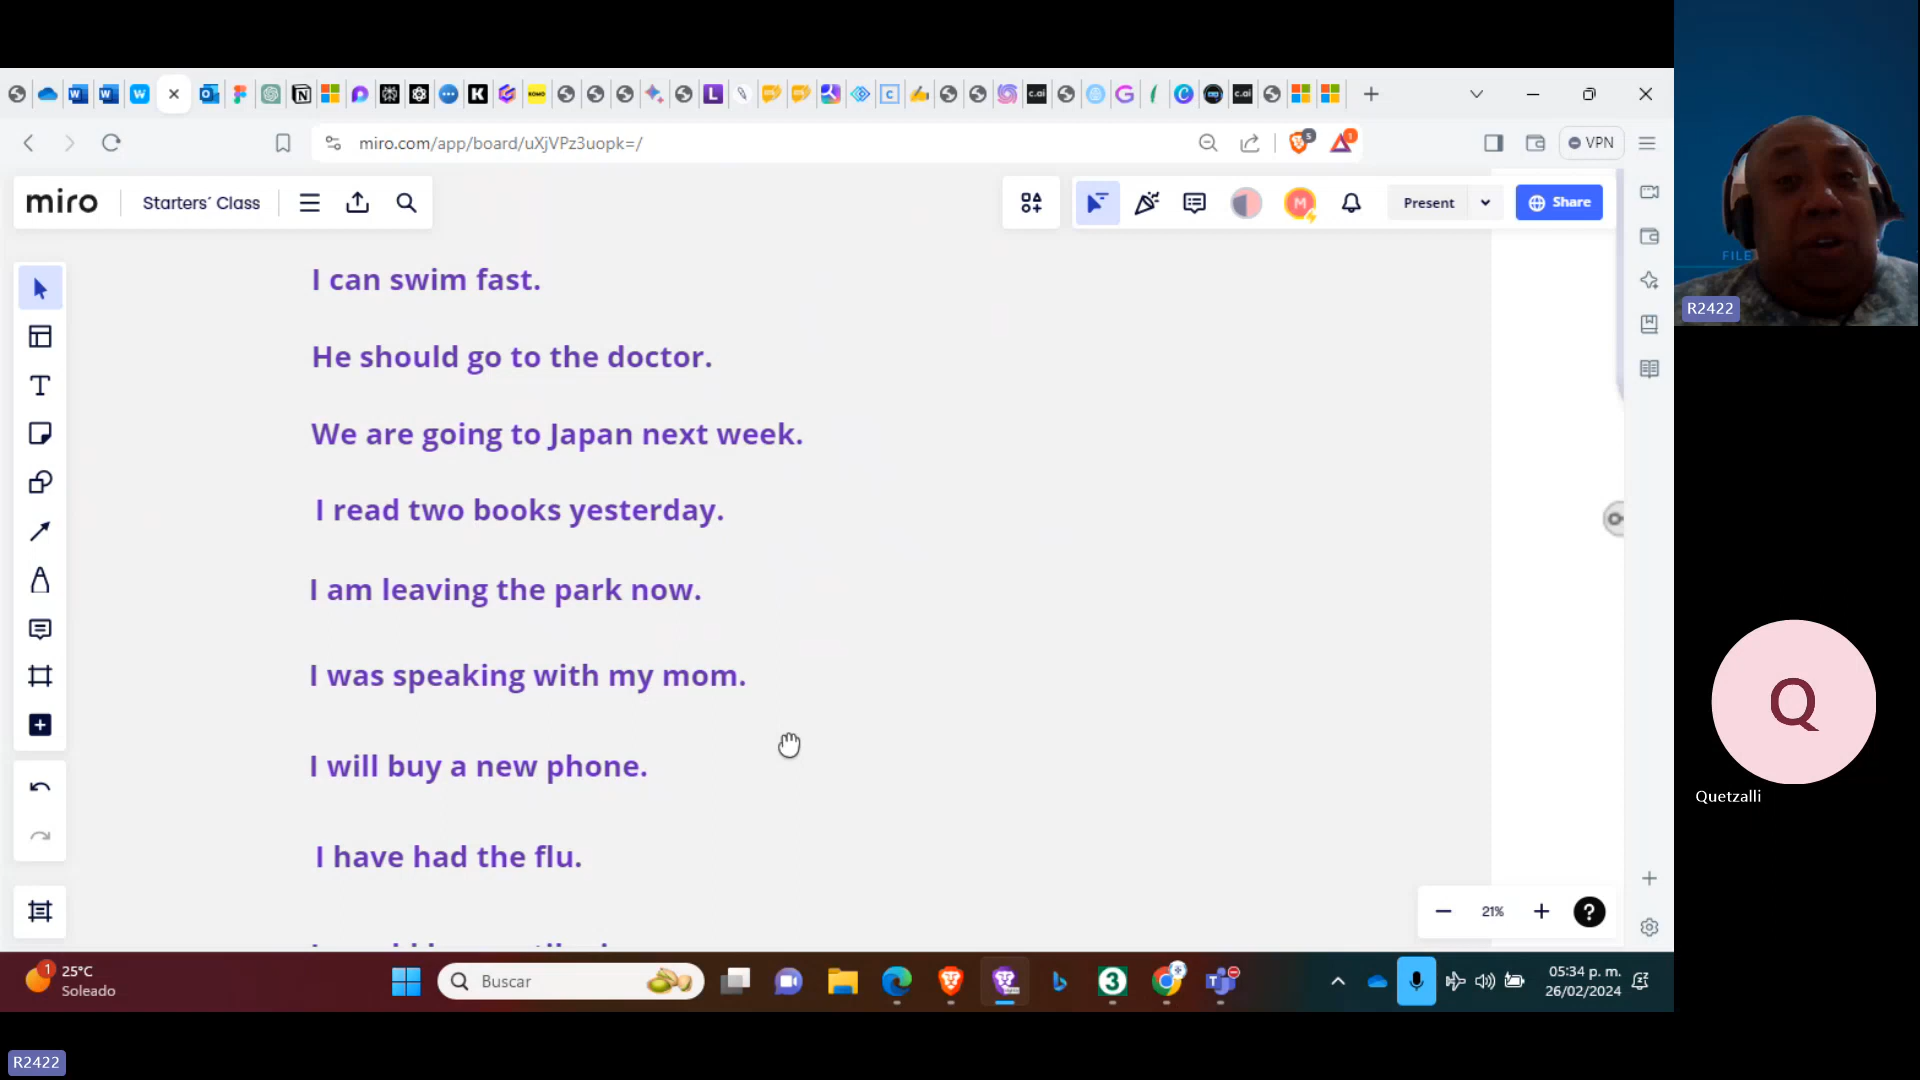 miro.com/app/board/uXjVPz3uopk=/
VPN
miro
Starters´ Class
Present
Share
I can swim fast.
He should go to the doctor.
We are going to Japan next week.
I read two books yesterday.
I am leaving the park now.
I was speaking with my mom.
I will buy a new phone.
I have had the flu.
21%
25°C
Soleado
Buscar
05:34 p. m.
26/02/2024
FILE
R2422
Q
Quetzalli
R2422